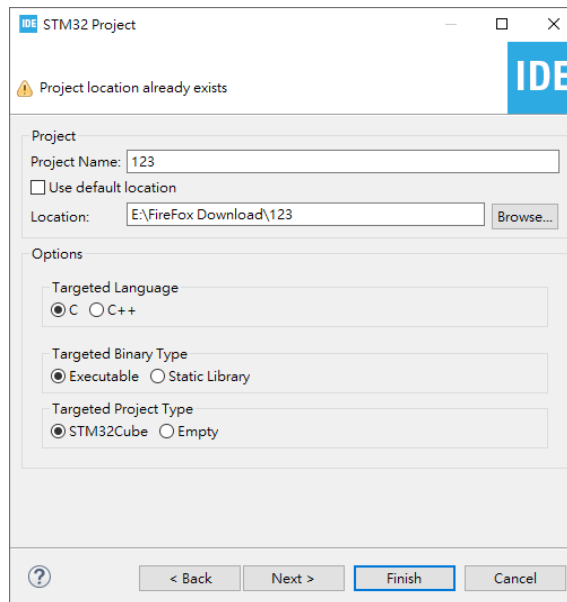 IDE STM32 Project
IDE
Project location already exists
Project
Project Name: 123
Use default location
Location: E:\FireFox Download\123 Browse...
Options
Targeted Language
C C++
Targeted Binary Type
Executable Static Library
Targeted Project Type
STM32Cube Empty
? < Back Next > Finish Cancel